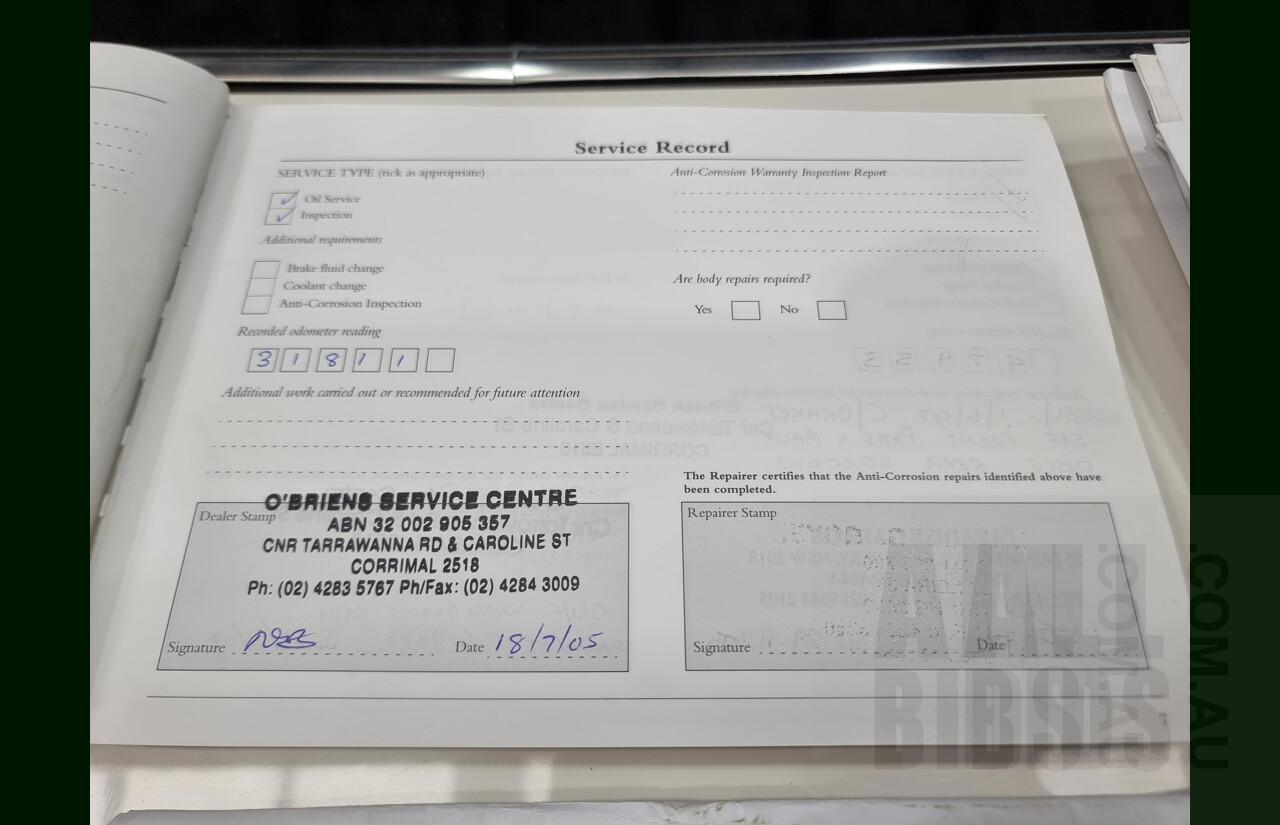 Service Record
SERVICE TYPE (tick as appropriate)
Oil Service
Inspection
Additional requirements
Brake fluid change
Coolant change
Anti-Corrosion Inspection
Recorded odometer reading
3 1 8 1 1
Additional work carried out or recommended for future attention
Dealer Stamp
O'BRIENS SERVICE CENTRE
ABN 32 002 905 357
CNR TARRAWANNA RD & CAROLINE ST
CORRIMAL 2518
Ph: (02) 4283 5767 Ph/Fax: (02) 4284 3009
Signature
Date 18/7/05
Anti-Corrosion Warranty Inspection Report
Are body repairs required?
Yes No
The Repairer certifies that the Anti-Corrosion repairs identified above have
been completed.
Repairer Stamp
Signature Date
ALL
BIDS
.COM.AU